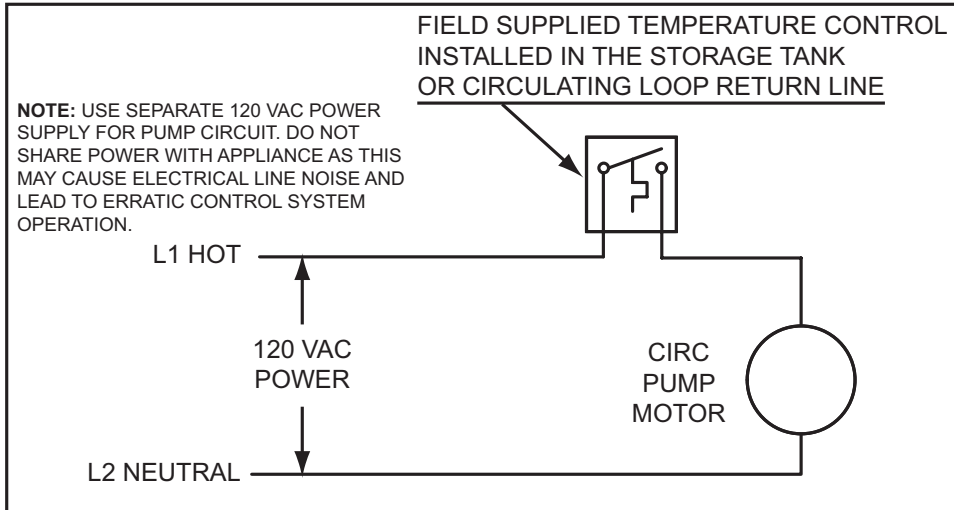 FIELD SUPPLIED TEMPERATURE CONTROL
INSTALLED IN THE STORAGE TANK
OR CIRCULATING LOOP RETURN LINE
NOTE: USE SEPARATE 120 VAC POWER
SUPPLY FOR PUMP CIRCUIT. DO NOT
SHARE POWER WITH APPLIANCE AS THIS
MAY CAUSE ELECTRICAL LINE NOISE AND
LEAD TO ERRATIC CONTROL SYSTEM
OPERATION.
L1 HOT
120 VAC
POWER
CIRC
PUMP
MOTOR
L2 NEUTRAL